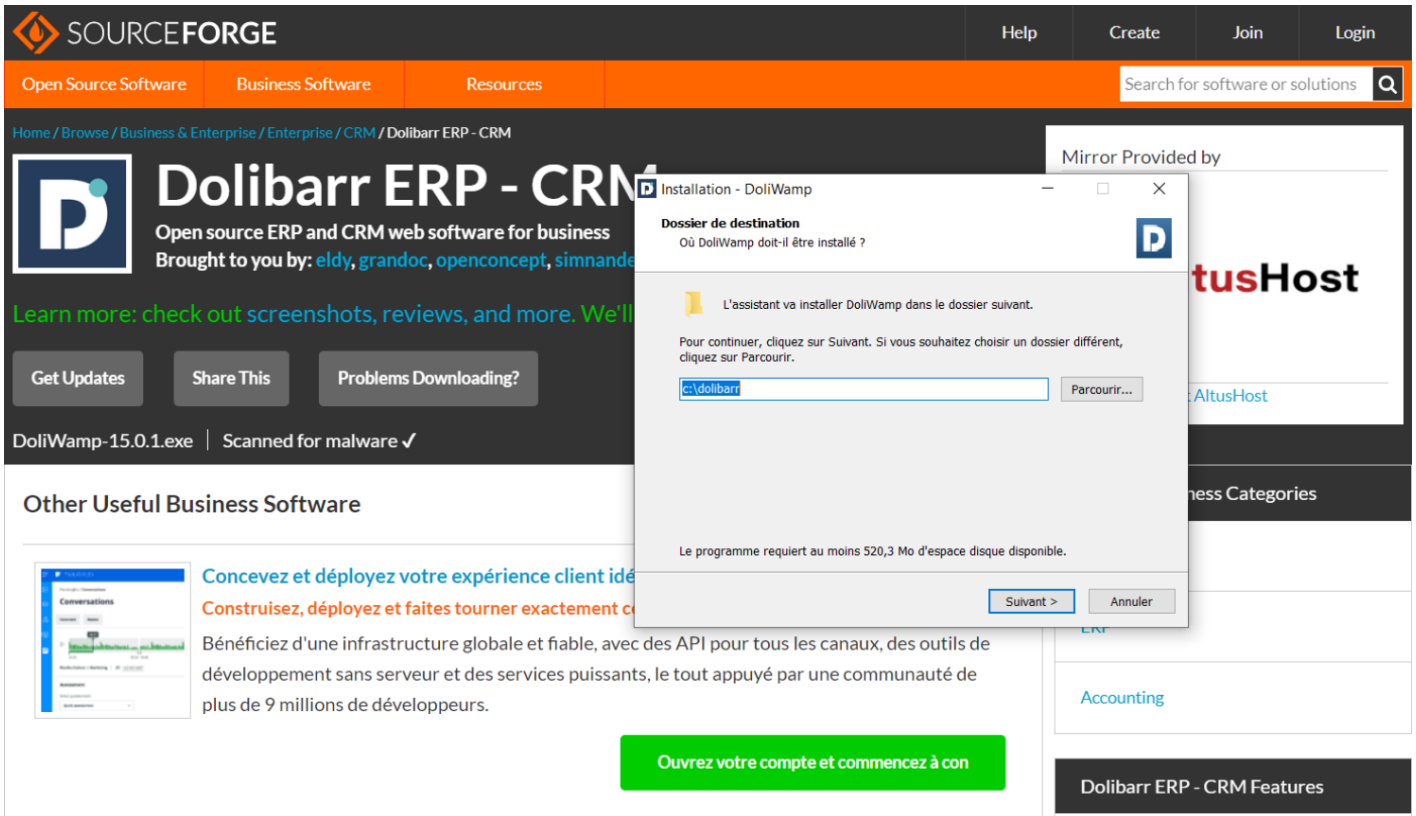 SOURCEFORGE
Help
Create
Join
Login
Open Source Software
Business Software
Resources
Search for software or solutions
Home / Browse / Business & Enterprise / Enterprise / CRM / Dolibarr ERP - CRM
Dolibarr ERP - CRM
Open source ERP and CRM web software for business
Brought to you by: eldy, grandoc, openconcept, simnande
Learn more: check out screenshots, reviews, and more. We'll
Get Updates
Share This
Problems Downloading?
DoliWamp-15.0.1.exe | Scanned for malware ✓
Mirror Provided by
tusHost
AltusHost
Installation - DoliWamp
Dossier de destination
Où DoliWamp doit-il être installé ?
L'assistant va installer DoliWamp dans le dossier suivant.
Pour continuer, cliquez sur Suivant. Si vous souhaitez choisir un dossier différent,
cliquez sur Parcourir.
c:\dolibarr
Parcourir...
Le programme requiert au moins 520,3 Mo d'espace disque disponible.
Suivant >
Annuler
Other Useful Business Software
Conversations
Concevez et déployez votre expérience client idé
Construisez, déployez et faites tourner exactement c
Bénéficiez d'une infrastructure globale et fiable, avec des API pour tous les canaux, des outils de
développement sans serveur et des services puissants, le tout appuyé par une communauté de
plus de 9 millions de développeurs.
Ouvrez votre compte et commencez à con
ness Categories
ERP
Accounting
Dolibarr ERP - CRM Features